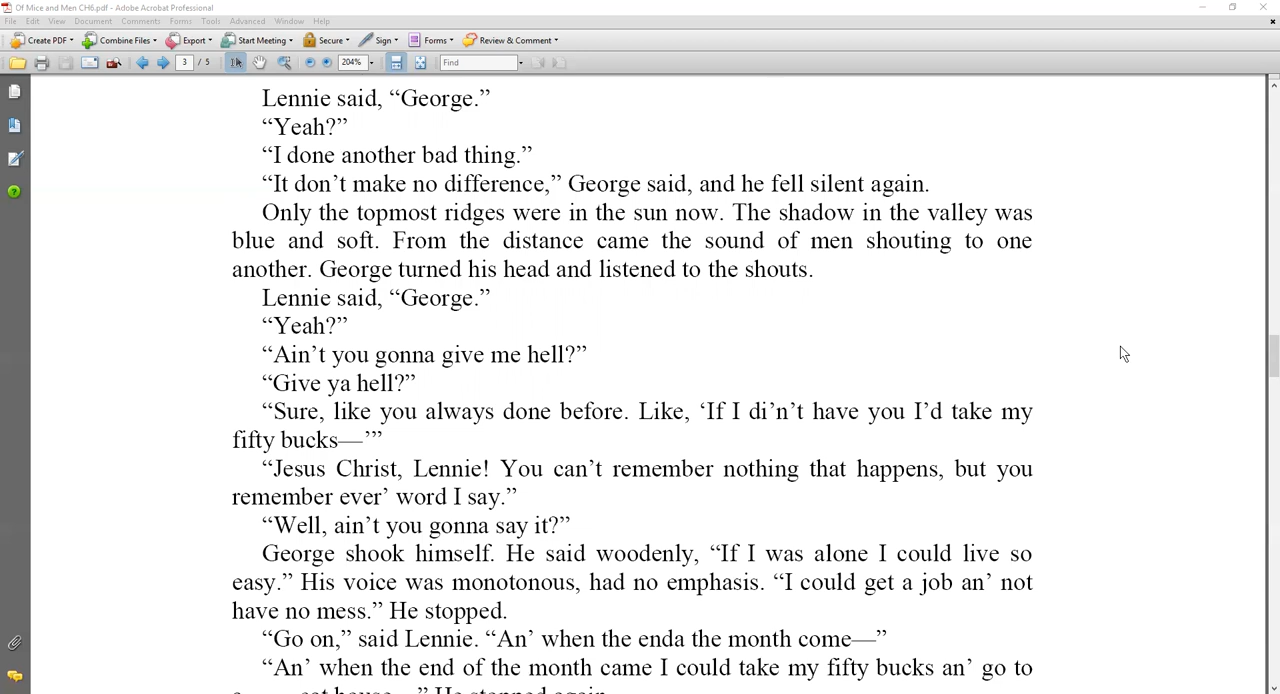 Of Mice and Men CH6.pdf - Adobe Acrobat Professional
File Edit View Document Comments Forms Tools Advanced Window Help
Create PDF Combine Files Export Start Meeting Secure Sign Forms Review & Comment
3 / 5 204% Find
Lennie said, “George.”
“Yeah?”
“I done another bad thing.”
“It don’t make no difference,” George said, and he fell silent again.
Only the topmost ridges were in the sun now. The shadow in the valley was
blue and soft. From the distance came the sound of men shouting to one
another. George turned his head and listened to the shouts.
Lennie said, “George.”
“Yeah?”
“Ain’t you gonna give me hell?”
“Give ya hell?”
“Sure, like you always done before. Like, ‘If I di’n’t have you I’d take my
fifty bucks—’”
“Jesus Christ, Lennie! You can’t remember nothing that happens, but you
remember ever’ word I say.”
“Well, ain’t you gonna say it?”
George shook himself. He said woodenly, “If I was alone I could live so
easy.” His voice was monotonous, had no emphasis. “I could get a job an’ not
have no mess.” He stopped.
“Go on,” said Lennie. “An’ when the enda the month come—”
“An’ when the end of the month came I could take my fifty bucks an’ go to
house He stopped again